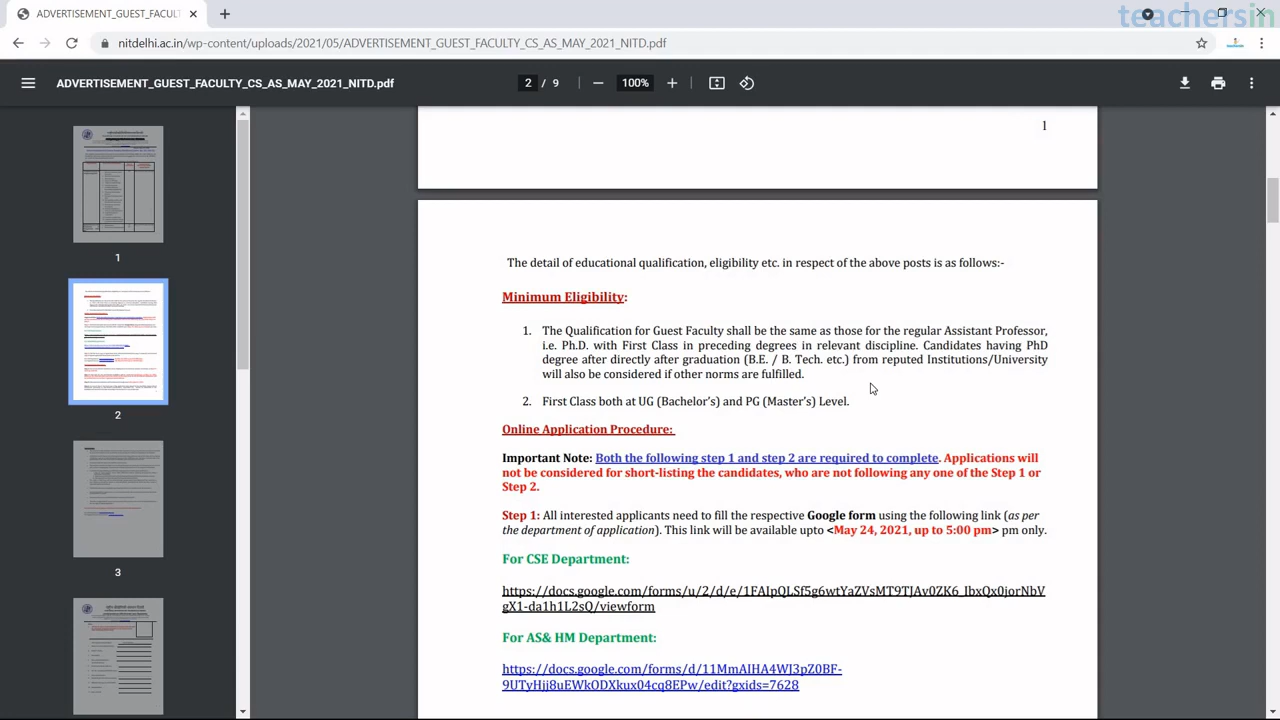 ADVERTISEMENT_GUEST_FACUL
teachersin
nitdelhi.ac.in/wp-content/uploads/2021/05/ADVERTISEMENT_GUEST_FACULTY_CS_AS_MAY_2021_NITD.pdf
ADVERTISEMENT_GUEST_FACULTY_CS_AS_MAY_2021_NITD.pdf
2 / 9
100%
1
2
3
1
The detail of educational qualification, eligibility etc. in respect of the above posts is as follows:-
Minimum Eligibility:
1. The Qualification for Guest Faculty shall be the same as those for the regular Assistant Professor,
i.e. Ph.D. with First Class in preceding degrees in relevant discipline. Candidates having PhD
degree after directly after graduation (B.E. / B. Tech. etc.) from reputed Institutions/University
will also be considered if other norms are fulfilled.
2. First Class both at UG (Bachelor's) and PG (Master's) Level.
Online Application Procedure:
Important Note: Both the following step 1 and step 2 are required to complete. Applications will
not be considered for short-listing the candidates, who are not following any one of the Step 1 or
Step 2.
Step 1: All interested applicants need to fill the respective Google form using the following link (as per
the department of application). This link will be available upto <May 24, 2021, up to 5:00 pm> pm only.
For CSE Department:
For AS& HM Department: